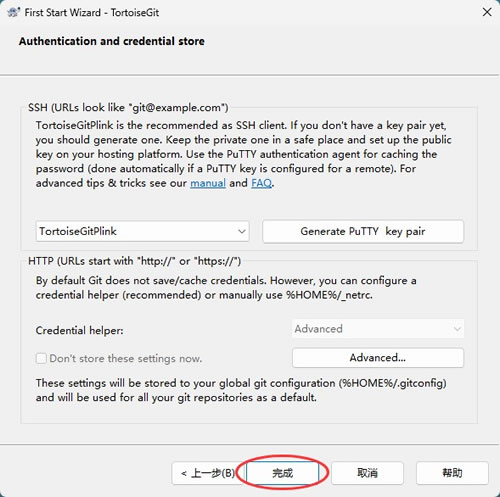 First Start Wizard - TortoiseGit
Authentication and credential store
SSH (URLs look like "git@example.com")
TortoiseGitPlink is the recommended as SSH client. If you don't have a key pair yet,
you should generate one. Keep the private one in a safe place and set up the public
key on your hosting platform. Use the PuTTY authentication agent for caching the
password (done automatically if a PuTTY key is configured for a remote). For
advanced tips & tricks see our manual and FAQ.
TortoiseGitPlink
Generate PuTTY key pair
HTTP (URLs start with "http://" or "https://")
By default Git does not save/cache credentials. However, you can configure a
credential helper (recommended) or manually use %HOME%/_netrc.
Credential helper:
Advanced
Don't store these settings now.
Advanced...
These settings will be stored to your global git configuration (%HOME%/.gitconfig)
and will be used for all your git repositories as a default.
< 上一步(B)
完成
取消
帮助